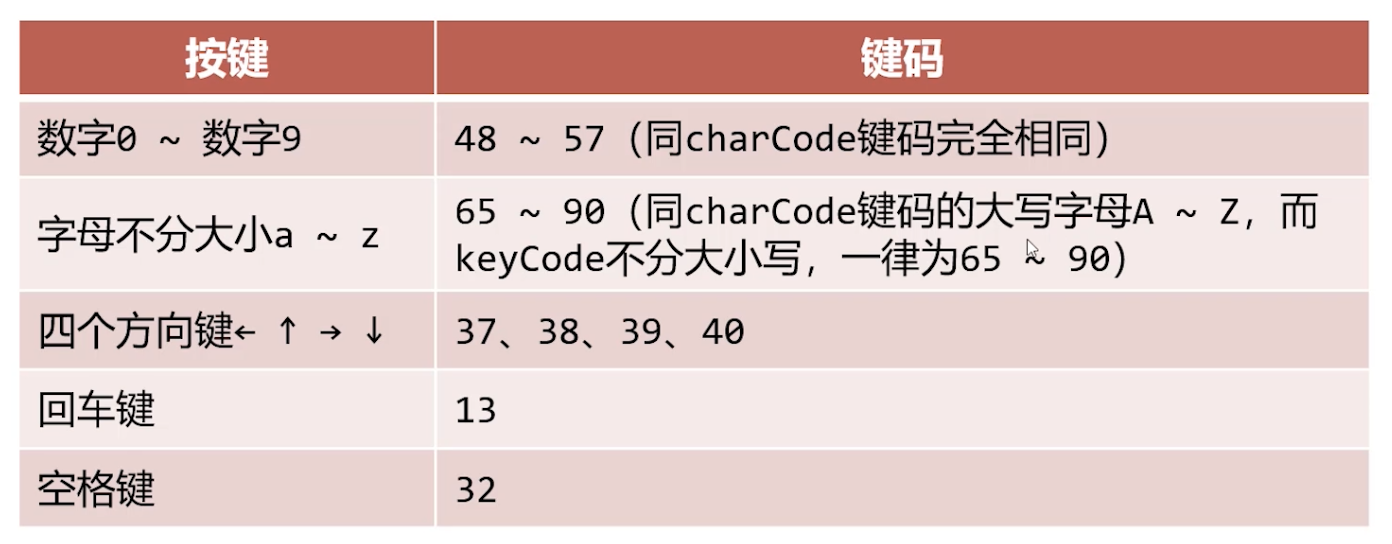 按键 键码
数字0 ~ 数字9 48 ~ 57 (同charCode键码完全相同)
字母不分大小a ~ z 65 ~ 90 (同charCode键码的大写字母A ~ Z, 而
keyCode不分大小写, 一律为65 ~ 90)
四个方向键← ↑ → ↓ 37、38、39、40
回车键 13
空格键 32